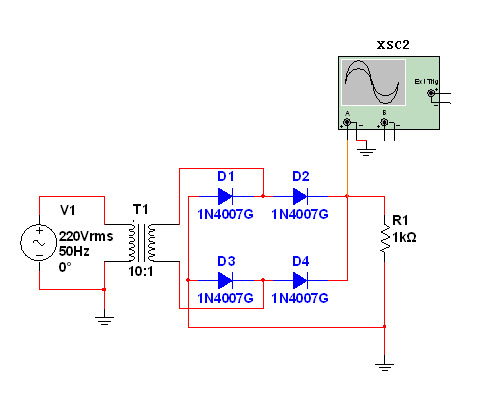 XSC2
Ext Trig
+
-
A
B
+ - + -
D1
D2
1N4007G
1N4007G
V1
T1
+
220Vrms
50Hz
0°
-
10:1
R1
1kΩ
D3
D4
1N4007G
1N4007G